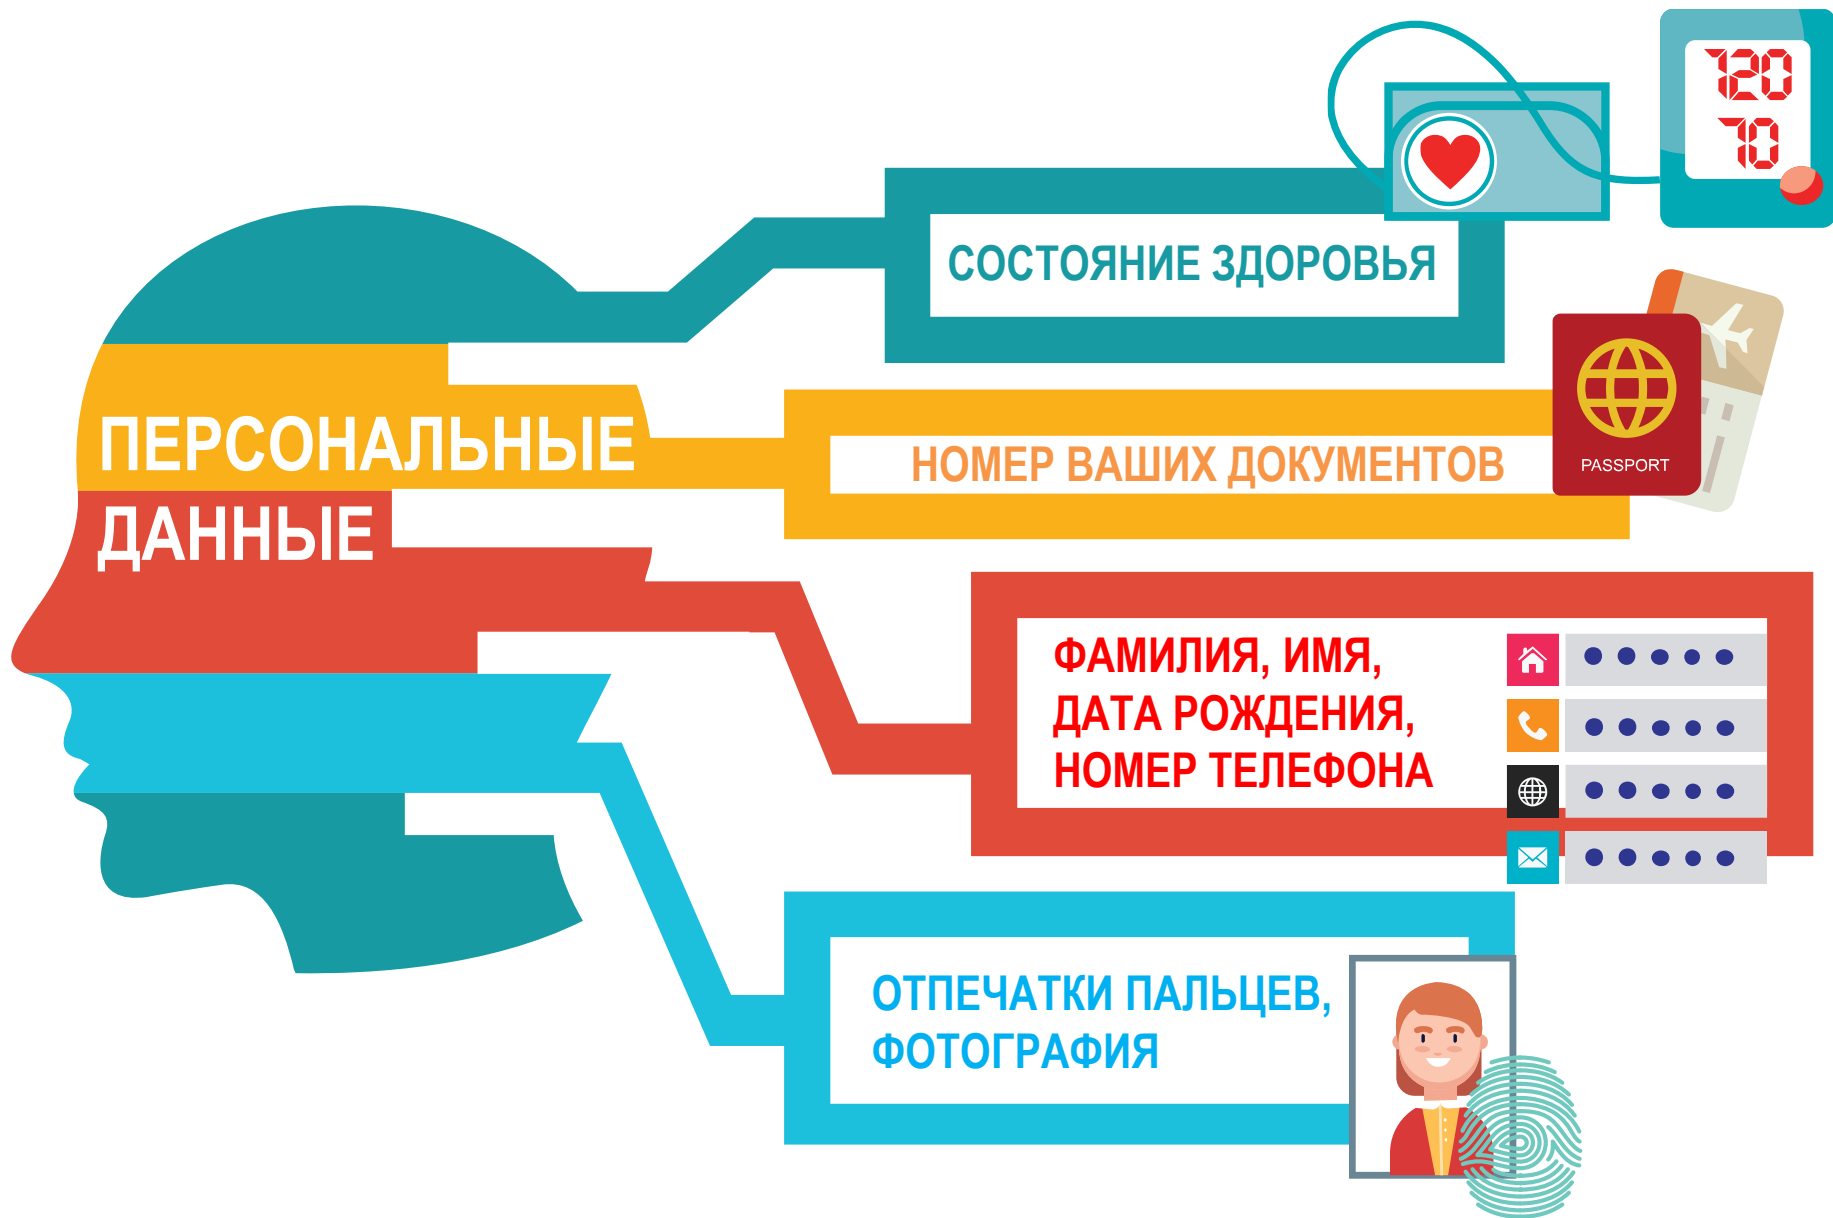 120
70
СОСТОЯНИЕ ЗДОРОВЬЯ
ПЕРСОНАЛЬНЫЕ
ДАННЫЕ
НОМЕР ВАШИХ ДОКУМЕНТОВ
PASSPORT
ФАМИЛИЯ, ИМЯ,
ДАТА РОЖДЕНИЯ,
НОМЕР ТЕЛЕФОНА
ОТПЕЧАТКИ ПАЛЬЦЕВ,
ФОТОГРАФИЯ